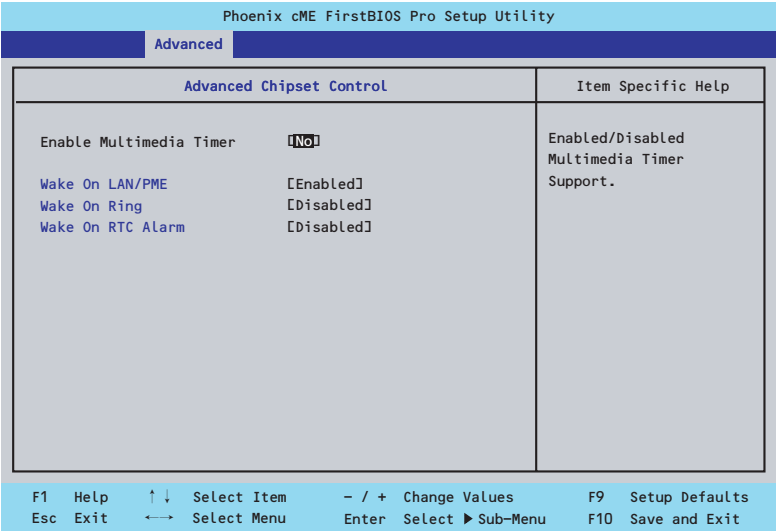 Phoenix cME FirstBIOS Pro Setup Utility
Advanced
Advanced Chipset Control
Item Specific Help
Enable Multimedia Timer [No]
Wake On LAN/PME [Enabled]
Wake On Ring [Disabled]
Wake On RTC Alarm [Disabled]
Enabled/Disabled
Multimedia Timer
Support.
F1 Help ↑↓ Select Item - / + Change Values F9 Setup Defaults
Esc Exit ←→ Select Menu Enter Select ▶ Sub-Menu F10 Save and Exit